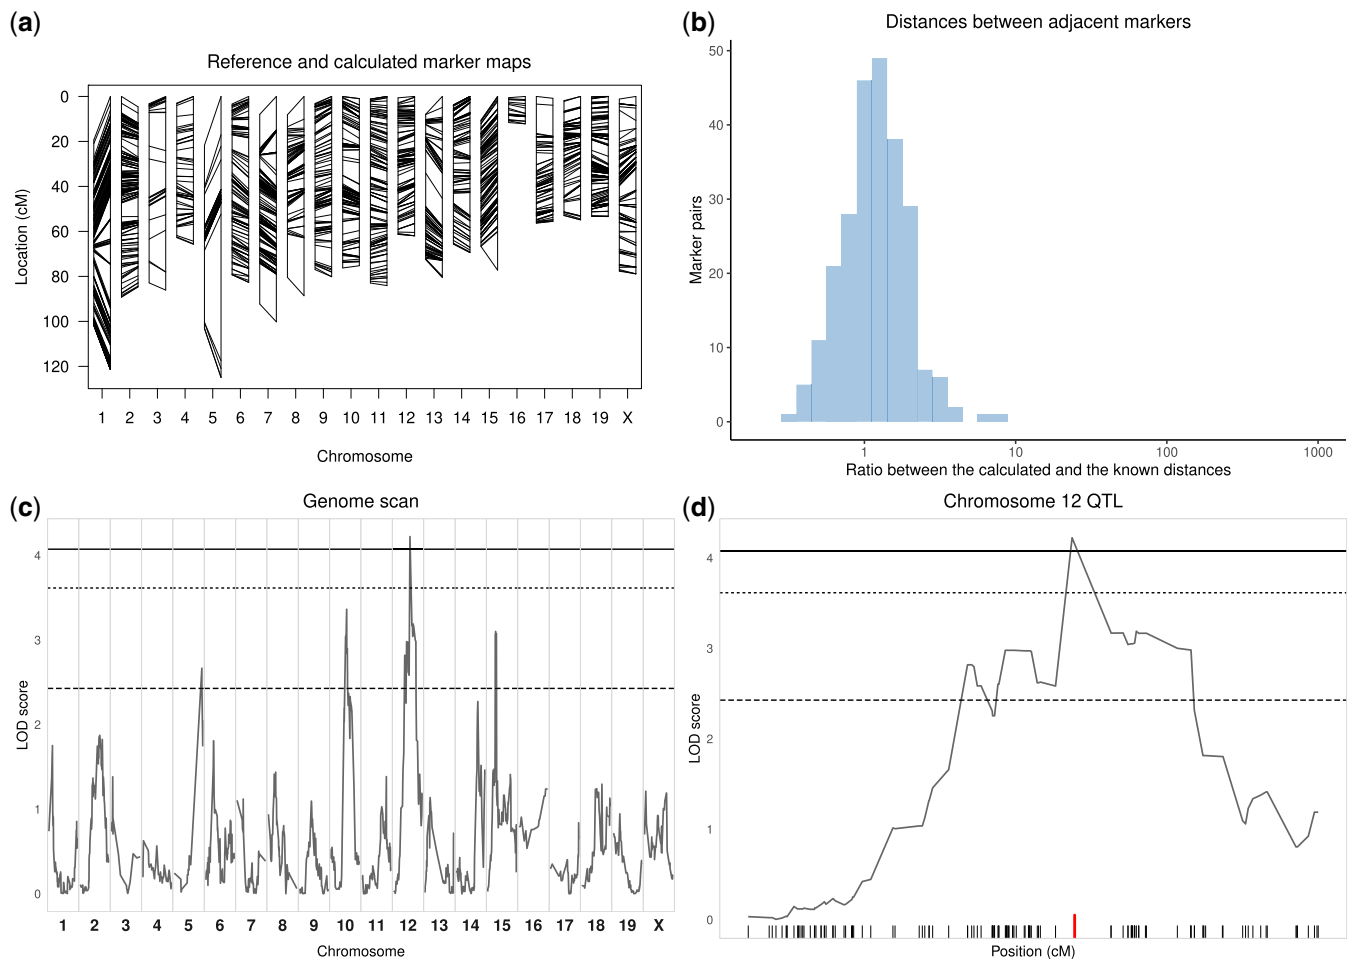 (a)
Reference and calculated marker maps
Location (cM)
0
20
40
60
80
100
120
1 2 3 4 5 6 7 8 9 10 11 12 13 14 15 16 17 18 19 X
Chromosome
(b)
Distances between adjacent markers
Marker pairs
50
40
30
20
10
0
1 10 100 1000
Ratio between the calculated and the known distances
(c)
Genome scan
LOD score
4
3
2
1
0
1 2 3 4 5 6 7 8 9 10 11 12 13 14 15 16 17 18 19 X
Chromosome
(d)
Chromosome 12 QTL
LOD score
4
3
2
1
0
Position (cM)